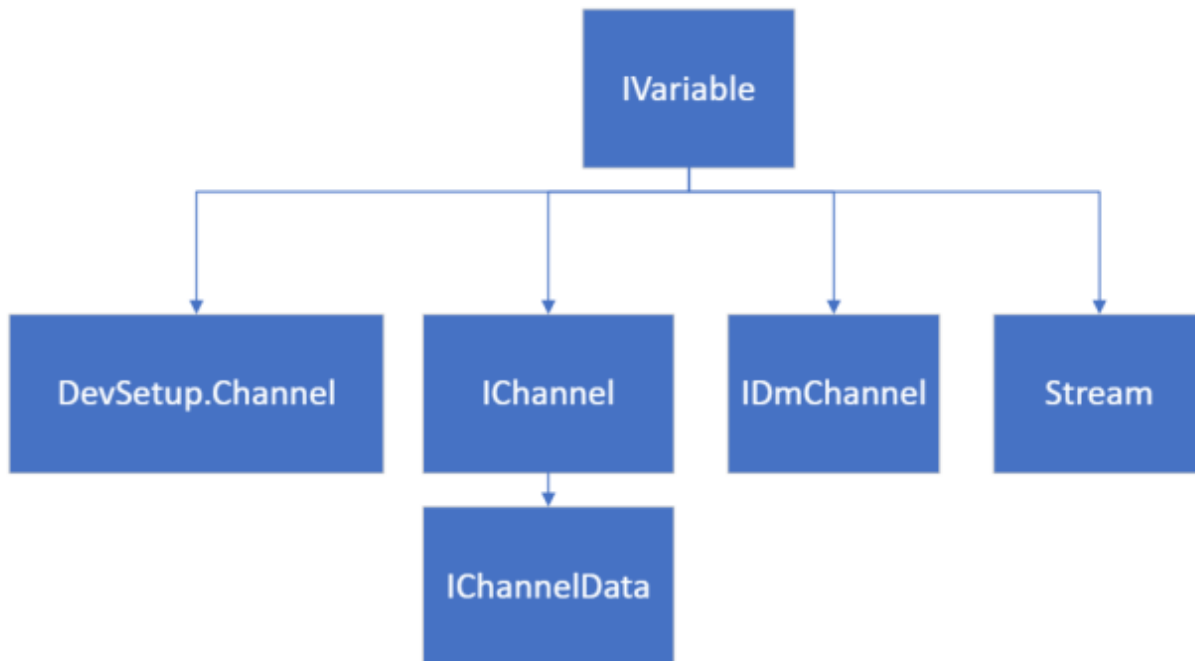 IVariable
DevSetup.Channel
IChannel
IDmChannel
Stream
IChannelData